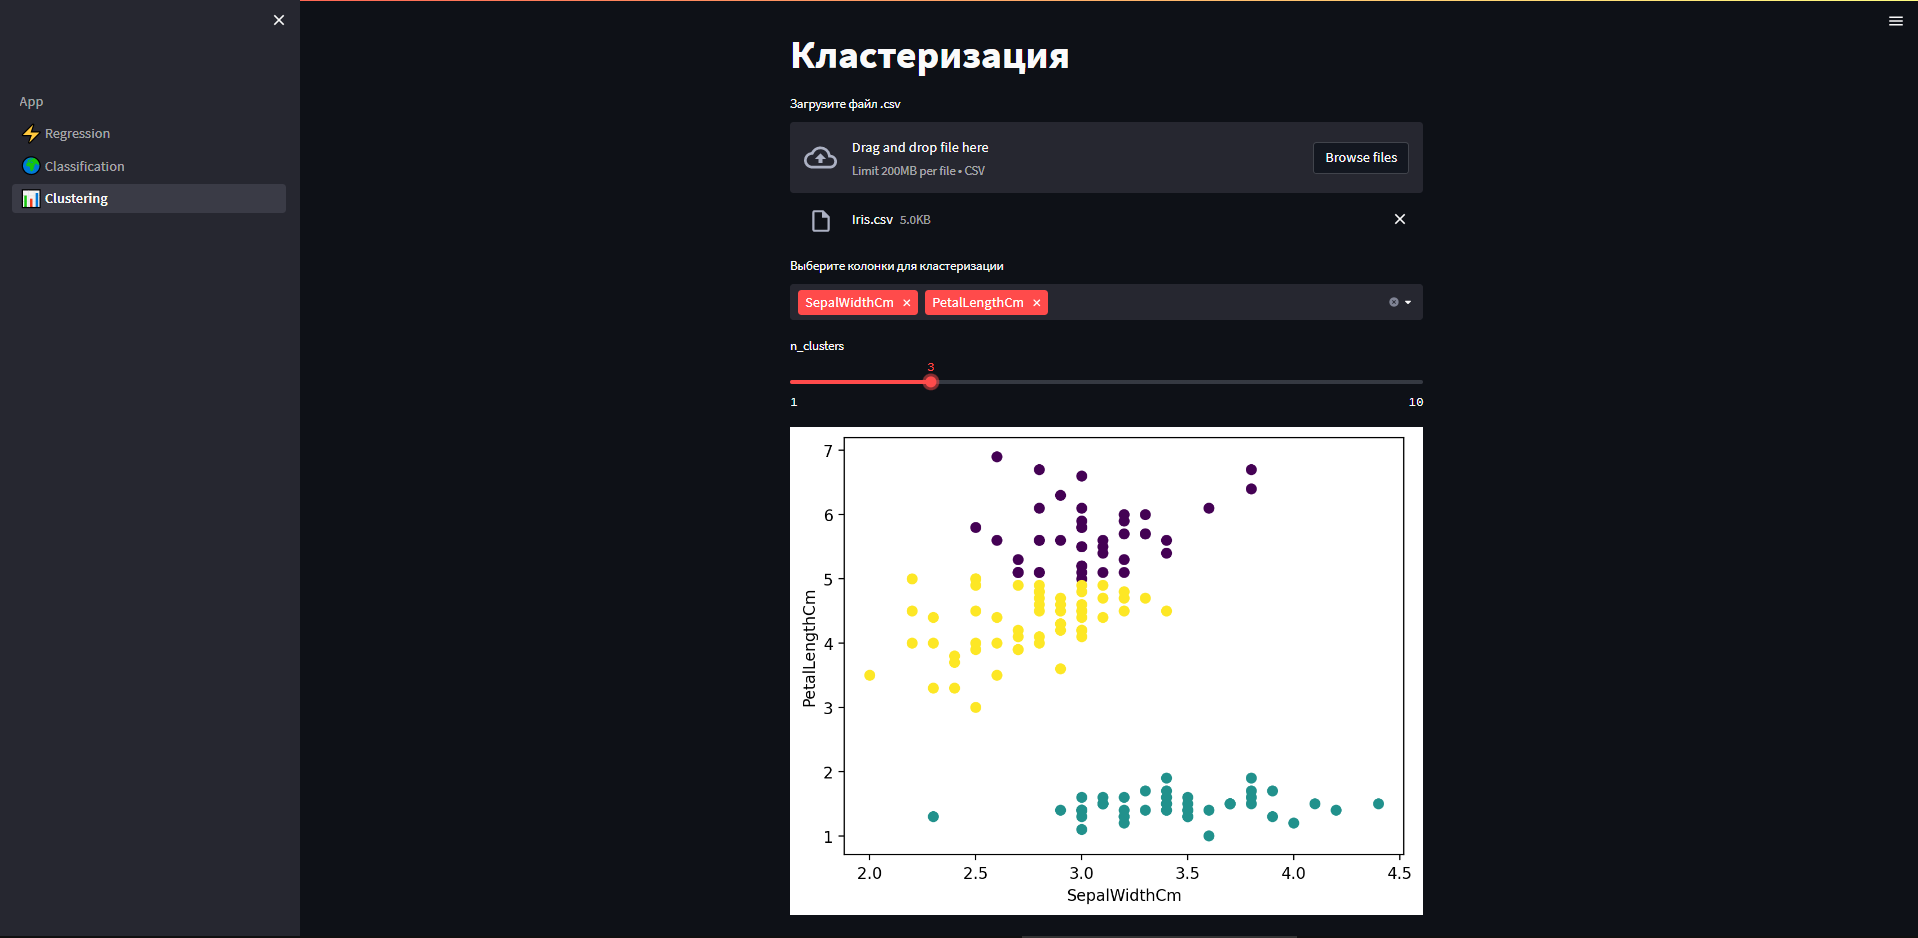 App
Regression
Classification
Clustering
Кластеризация
Загрузите файл .csv
Drag and drop file here
Limit 200MB per file • CSV
Browse files
Iris.csv 5.0KB
Выберите колонки для кластеризации
SepalWidthCm PetalLengthCm
n_clusters
3
1 10
7
6
5
4
3
2
1
PetalLengthCm
2.0 2.5 3.0 3.5 4.0 4.5
SepalWidthCm